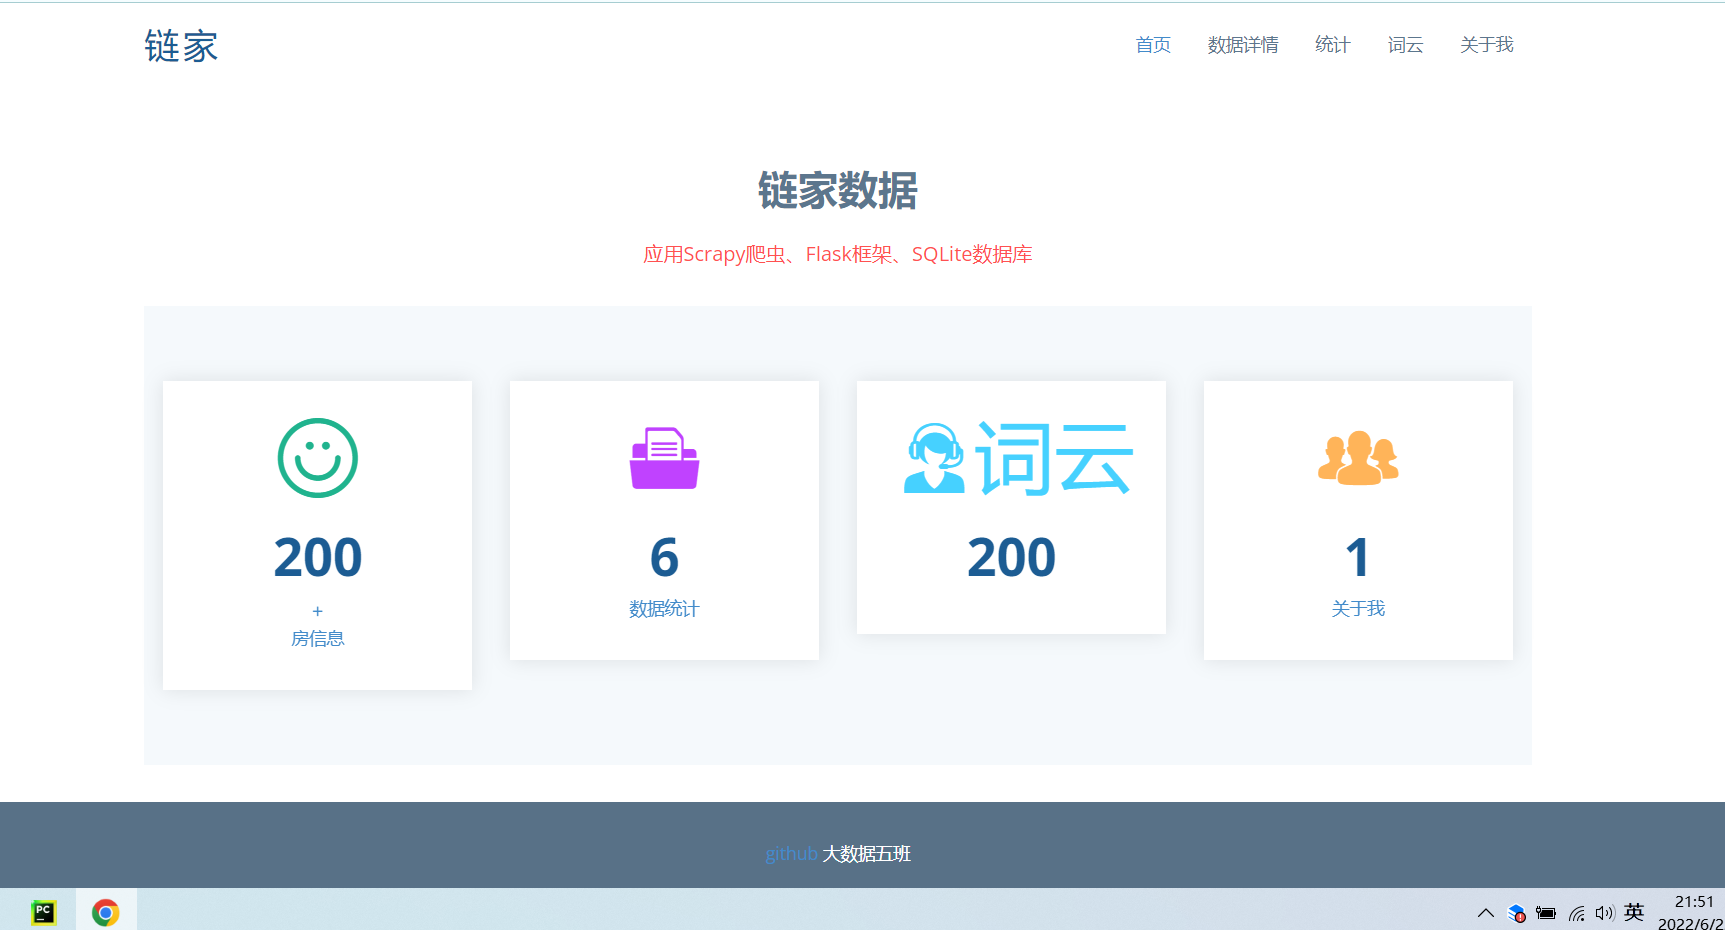 链家
首页 数据详情 统计 词云 关于我
链家数据
应用Scrapy爬虫、Flask框架、SQLite数据库
200
+
房信息
6
数据统计
词云
200
1
关于我
github 大数据五班
PC
英
21:51
2022/6/2